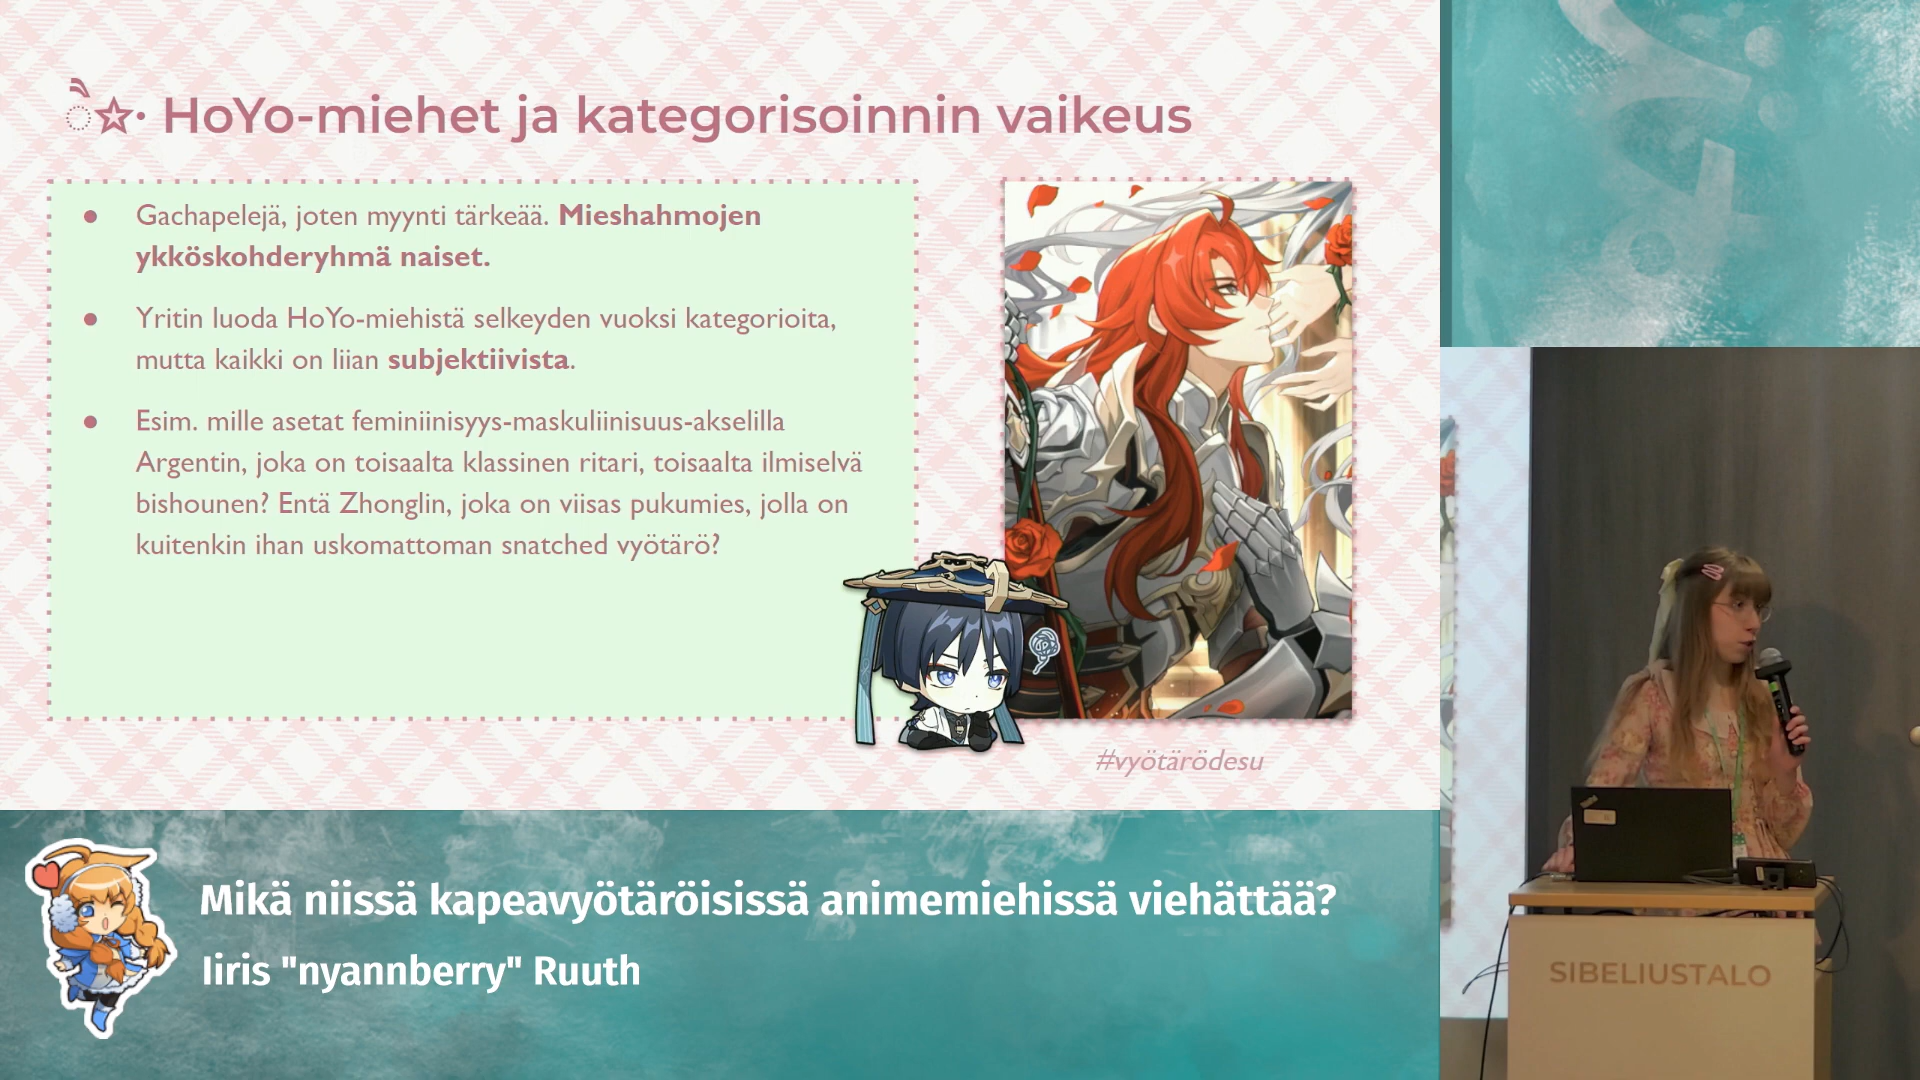 HoYo-miehet ja kategorisoinnin vaikeus
● Gachapelejä, joten myynti tärkeää. Mieshahmojen
ykköskohderyhmä naiset.
● Yritin luoda HoYo-miehistä selkeyden vuoksi kategorioita,
mutta kaikki on liian subjektiivista.
● Esim. mille asetat feminiinisyys-maskuliinisuus-akselilla
Argentin, joka on toisaalta klassinen ritari, toisaalta ilmiselvä
bishounen? Entä Zhonglin, joka on viisas pukumies, jolla on
kuitenkin ihan uskomattoman snatched vyötärö?
#vyötärödesu
Mikä niissä kapeavyötäröisissä animemiehissä viehättää?
Iiris "nyannberry" Ruuth
SIBELIUSTALO